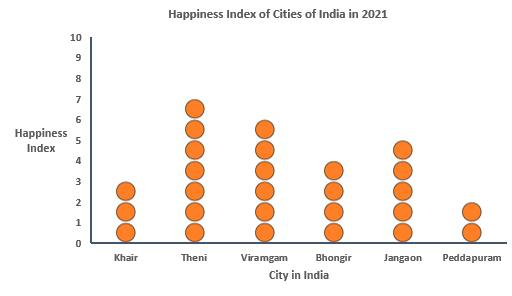 Happiness Index of Cities of India in 2021
10
9
8
7
6
5
4
3
2
1
0
Happiness
Index
Khair Theni Viramgam Bhongir Jangaon Peddapuram
City in India